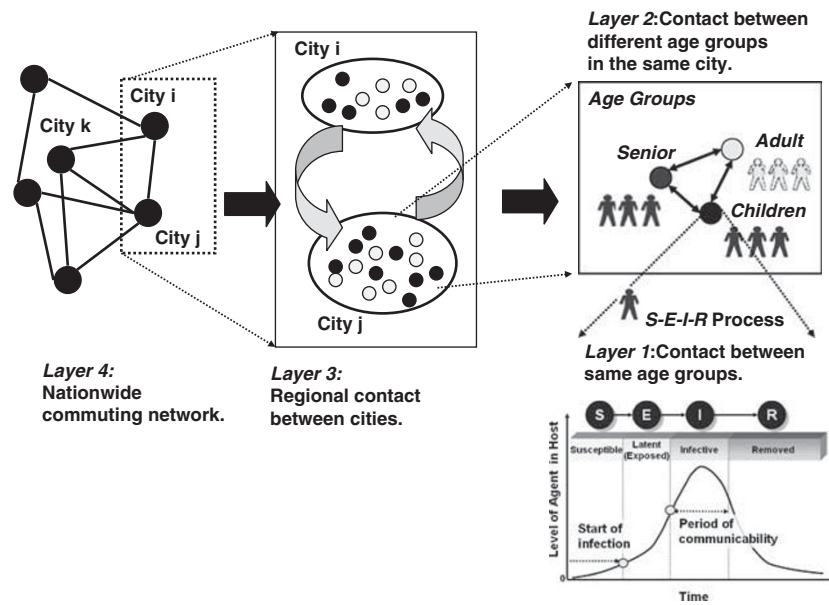 City i
City k
City j
Layer 4:
Nationwide
commuting network.
City i
City j
Layer 3:
Regional contact
between cities.
Layer 2:Contact between
different age groups
in the same city.
Age Groups
Senior
Adult
Children
S-E-I-R Process
Layer 1:Contact between
same age groups.
S E I R
Susceptible
Latent
(Exposed)
Infective
Removed
Level of Agent in Host
Start of
infection
Period of
communicability
0
Time